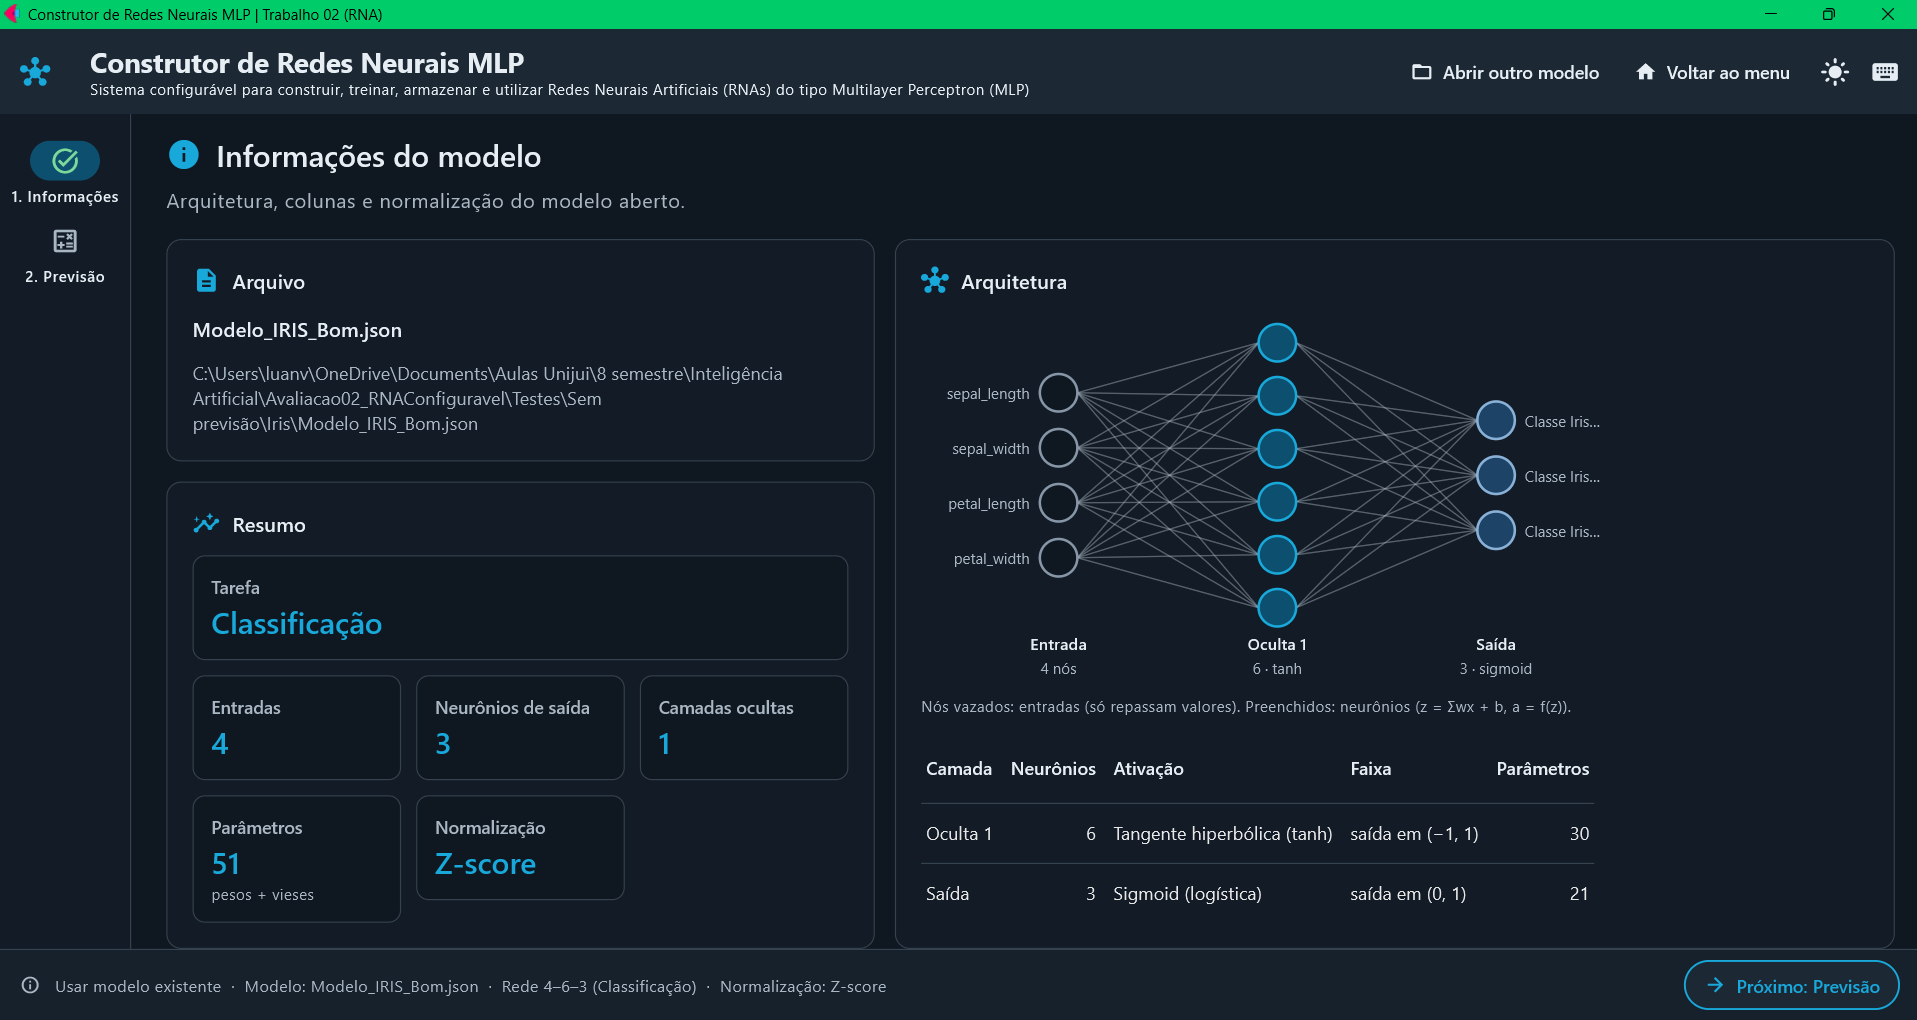 Construtor de Redes Neurais MLP | Trabalho 02 (RNA)
Construtor de Redes Neurais MLP
Sistema configurável para construir, treinar, armazenar e utilizar Redes Neurais Artificiais (RNAs) do tipo Multilayer Perceptron (MLP)
Abrir outro modelo
Voltar ao menu
1. Informações
2. Previsão
Informações do modelo
Arquitetura, colunas e normalização do modelo aberto.
Arquivo
Modelo_IRIS_Bom.json
C:\Users\luanv\OneDrive\Documents\Aulas Unijui\8 semestre\Inteligência
Artificial\Avaliacao02_RNAConfiguravel\Testes\Sem
previsão\Iris\Modelo_IRIS_Bom.json
Resumo
Tarefa
Classificação
Entradas
4
Neurônios de saída
3
Camadas ocultas
1
Parâmetros
51
pesos + vieses
Normalização
Z-score
Arquitetura
sepal_length
sepal_width
petal_length
petal_width
Classe Iris...
Classe Iris...
Classe Iris...
Entrada
4 nós
Oculta 1
6 · tanh
Saída
3 · sigmoid
Nós vazados: entradas (só repassam valores). Preenchidos: neurônios (z = Σwx + b, a = f(z)).
Camada Neurônios Ativação Faixa Parâmetros
Oculta 1 6 Tangente hiperbólica (tanh) saída em (−1, 1) 30
Saída 3 Sigmoid (logística) saída em (0, 1) 21
Usar modelo existente · Modelo: Modelo_IRIS_Bom.json · Rede 4–6–3 (Classificação) · Normalização: Z-score
Próximo: Previsão